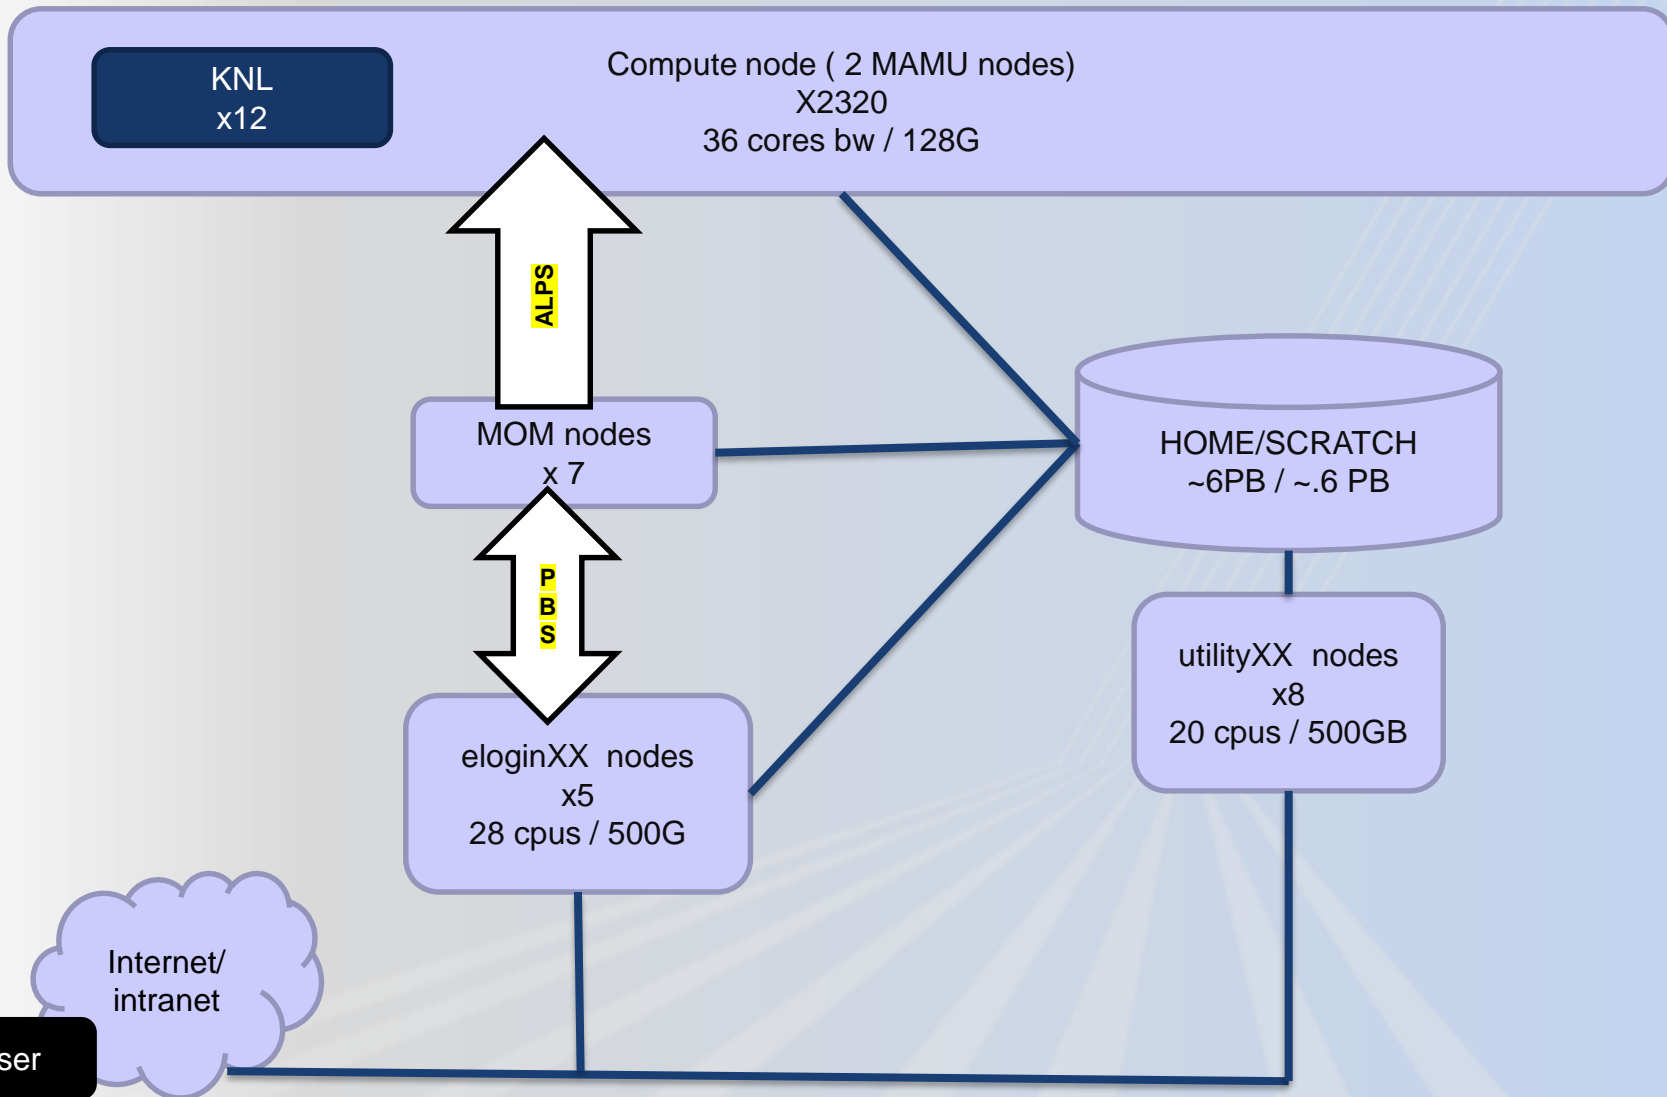 KNL
x12
Compute node ( 2 MAMU nodes)
X2320
36 cores bw / 128G
ALPS
MOM nodes
x 7
HOME/SCRATCH
~6PB / ~.6 PB
P
B
S
utilityXX nodes
x8
20 cpus / 500GB
eloginXX nodes
x5
28 cpus / 500G
Internet/
intranet
ser